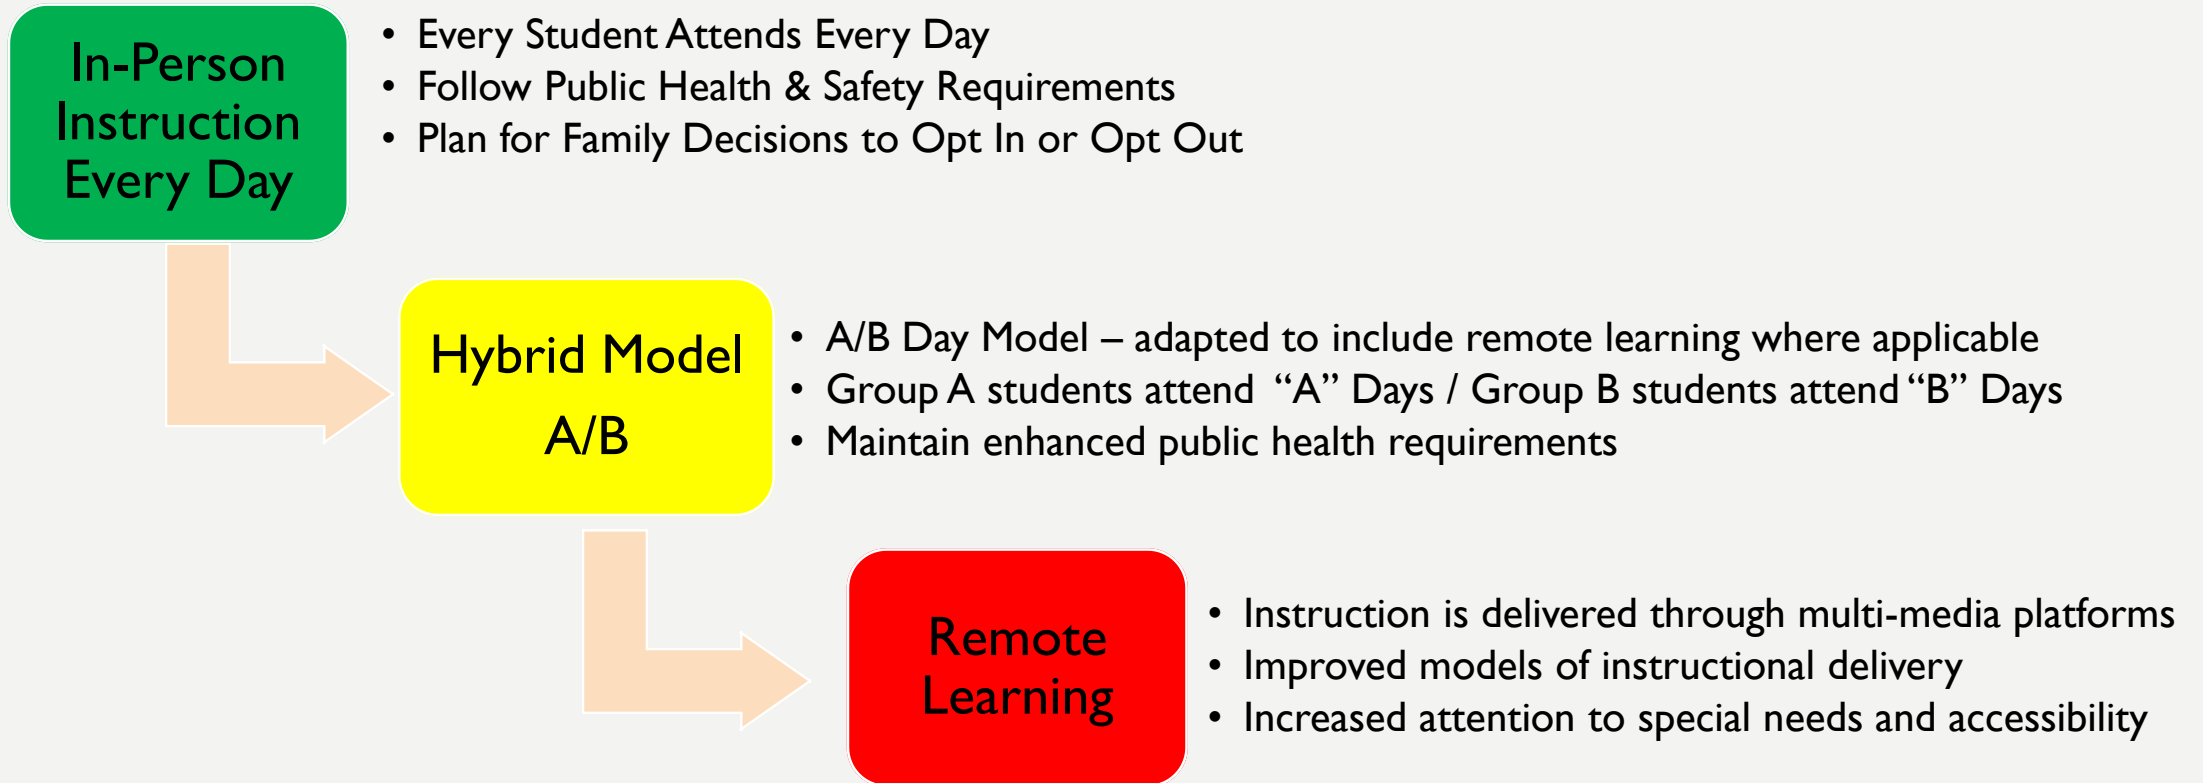 In-Person
Instruction
Every Day
• Every Student Attends Every Day
• Follow Public Health & Safety Requirements
• Plan for Family Decisions to Opt In or Opt Out
Hybrid Model
A/B
• A/B Day Model – adapted to include remote learning where applicable
• Group A students attend “A” Days / Group B students attend “B” Days
• Maintain enhanced public health requirements
Remote
Learning
• Instruction is delivered through multi-media platforms
• Improved models of instructional delivery
• Increased attention to special needs and accessibility